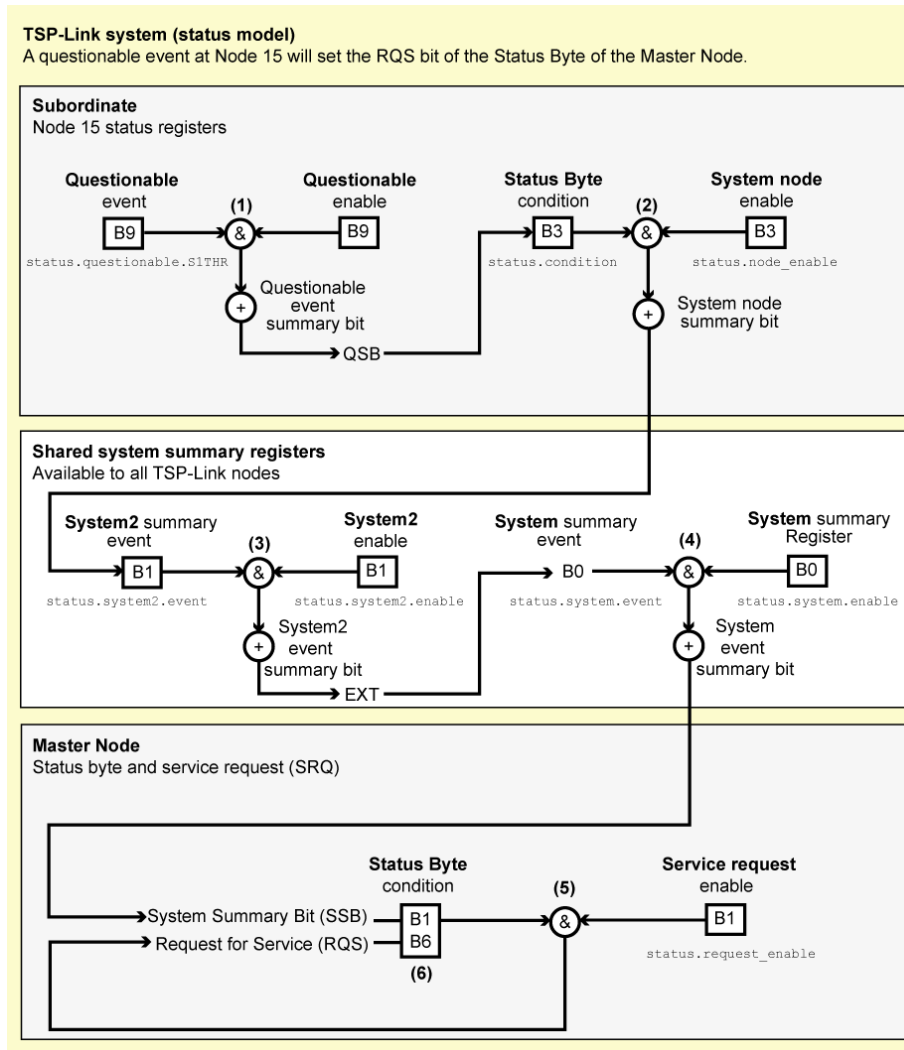 TSP-Link system (status model)
A questionable event at Node 15 will set the RQS bit of the Status Byte of the Master Node.
Subordinate
Node 15 status registers
Questionable
event
(1)
Questionable
enable
Status Byte
condition
(2)
System node
enable
B9
&
B9
B3
&
B3
status.questionable.S1THR
status.condition
status.node_enable
+
Questionable
event
summary bit
+
System node
summary bit
QSB
Shared system summary registers
Available to all TSP-Link nodes
System2 summary
event
(3)
System2
enable
System summary
event
(4)
System summary
Register
B1
&
B1
B0
&
B0
status.system2.event
status.system2.enable
status.system.event
status.system.enable
+
System2
event
summary bit
+
System
event
summary bit
EXT
Master Node
Status byte and service request (SRQ)
Status Byte
condition
(5)
Service request
enable
System Summary Bit (SSB)
B1
&
B1
Request for Service (RQS)
B6
status.request_enable
(6)